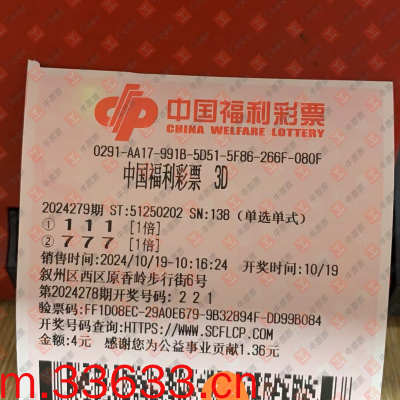 中国福利彩票
CHINA WELFARE LOTTERY
0291-AA17-991B-5D51-5F86-266F-080F
中国福利彩票 3D
2024279期 ST:51250202 SN:138 (单选单式)
① 1 1 1 [1倍]
② 7 7 7 [1倍]
销售时间:2024/10/19-10:16:24 开奖时间:10/19
叙州区西区原香岭步行街6号
第2024278期开奖号码: 2 2 1
验票码:FF1D08EC-29A0E679-9B32894F-DD99B084
开奖号码查询:HTTPS://WWW.SCFLCP.COM
金额:4元 感谢您为公益事业贡献1.36元
m.33633.cn